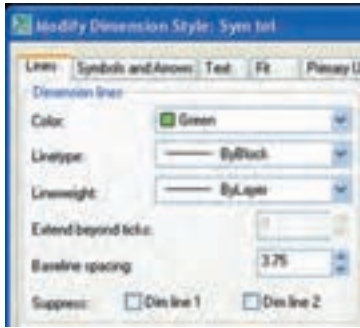 Modify Dimension Style: Sym tol
Lines Symbols and Arrows Text Fit Primary U
Dimension lines
Color: Green
Linetype: ByBlock
Lineweight: ByLayer
Extend beyond ticks:
Baseline spacing: 3.75
Suppress: Dim line 1 Dim line 2